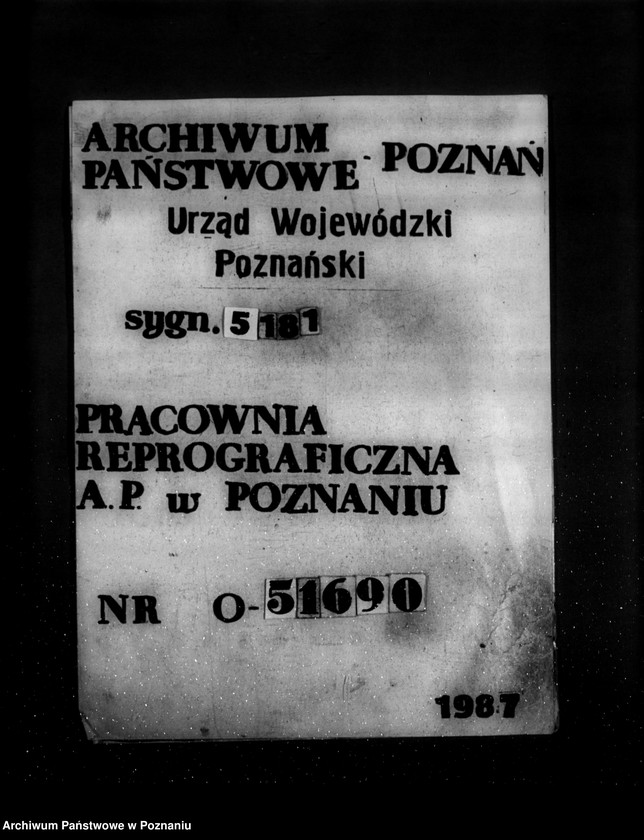 ARCHIWUM
PAŃSTWOWE - POZNAŃ
Urząd Wojewódzki
Poznański
sygn. 5181
PRACOWNIA
REPROGRAFICZNA
A.P. w POZNANIU
NR O-51690
1987
Archiwum Państwowe w Poznaniu